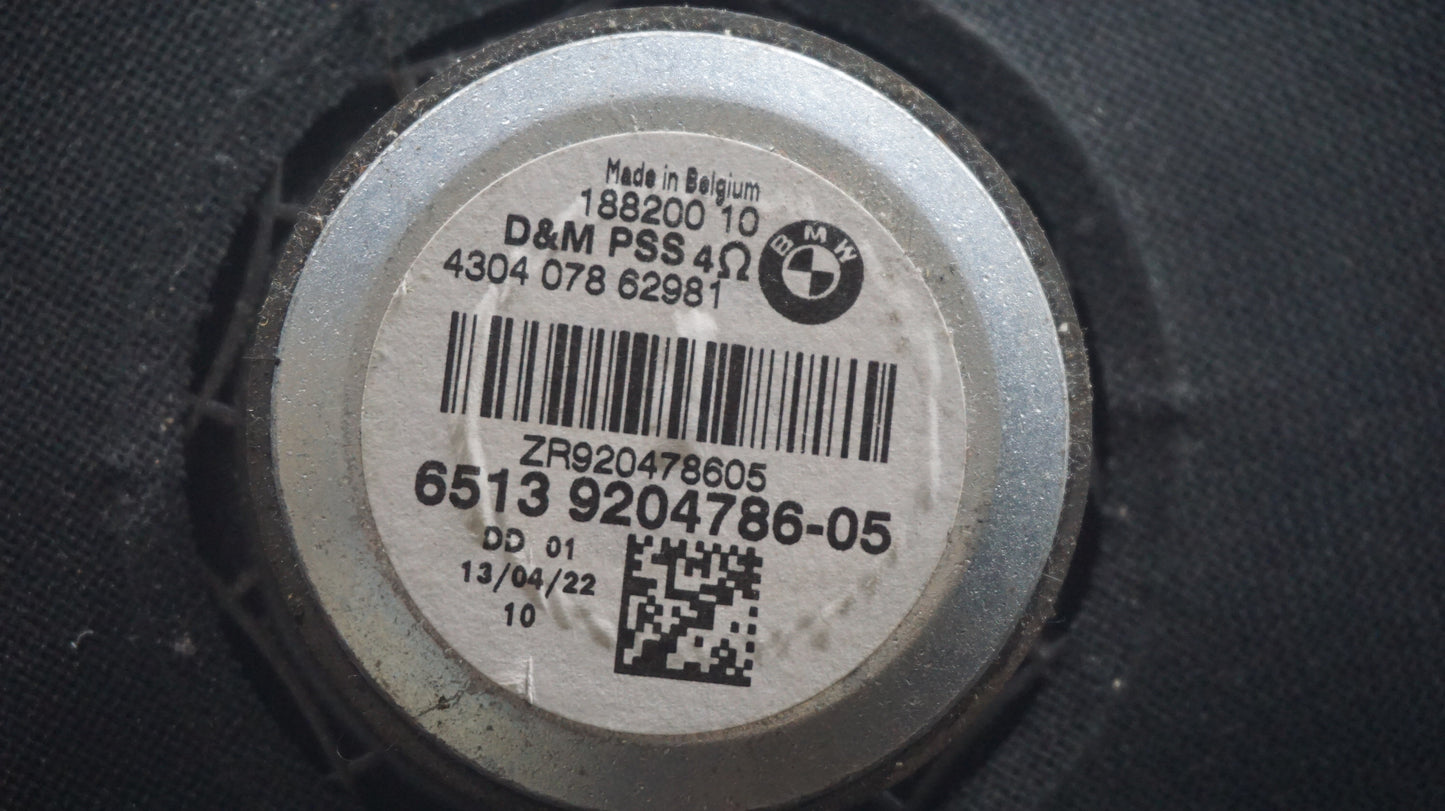 Made in Belgium
188200 10
D&M PSS 4Ω
4304 078 62981
BMW
ZR920478605
6513 9204786-05
DD 01
13/04/22
10